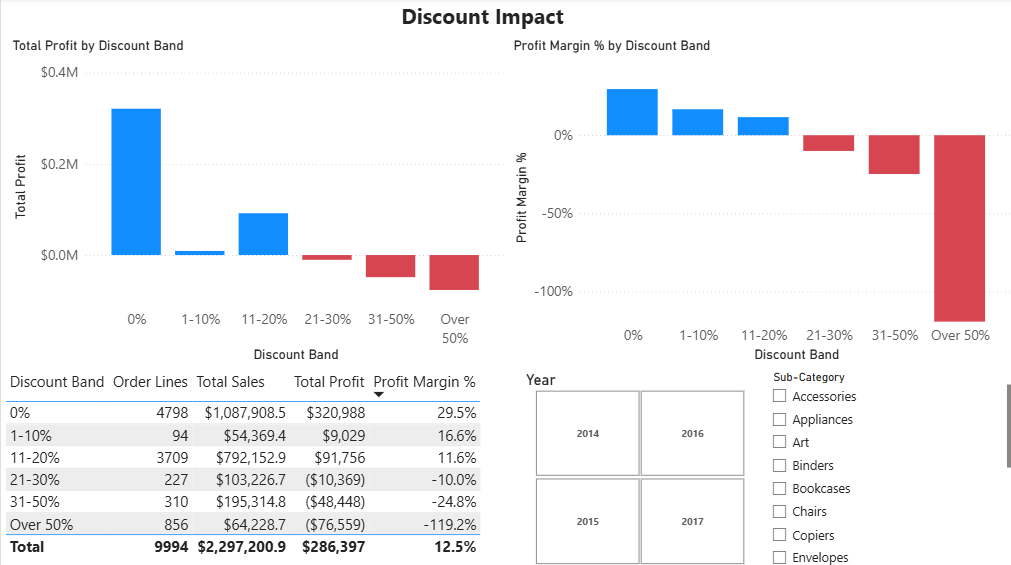 Discount Impact
Total Profit by Discount Band
$0.4M
$0.2M
$0.0M
Total Profit
0% 1-10% 11-20% 21-30% 31-50% Over 50%
Discount Band
Profit Margin % by Discount Band
0%
-50%
-100%
Profit Margin %
0% 1-10% 11-20% 21-30% 31-50% Over 50%
Discount Band
Discount Band Order Lines Total Sales Total Profit Profit Margin %
0% 4798 $1,087,908.5 $320,988 29.5%
1-10% 94 $54,369.4 $9,029 16.6%
11-20% 3709 $792,152.9 $91,756 11.6%
21-30% 227 $103,226.7 ($10,369) -10.0%
31-50% 310 $195,314.8 ($48,448) -24.8%
Over 50% 856 $64,228.7 ($76,559) -119.2%
Total 9994 $2,297,200.9 $286,397 12.5%
Year
2014 2016
2015 2017
Sub-Category
Accessories
Appliances
Art
Binders
Bookcases
Chairs
Copiers
Envelopes